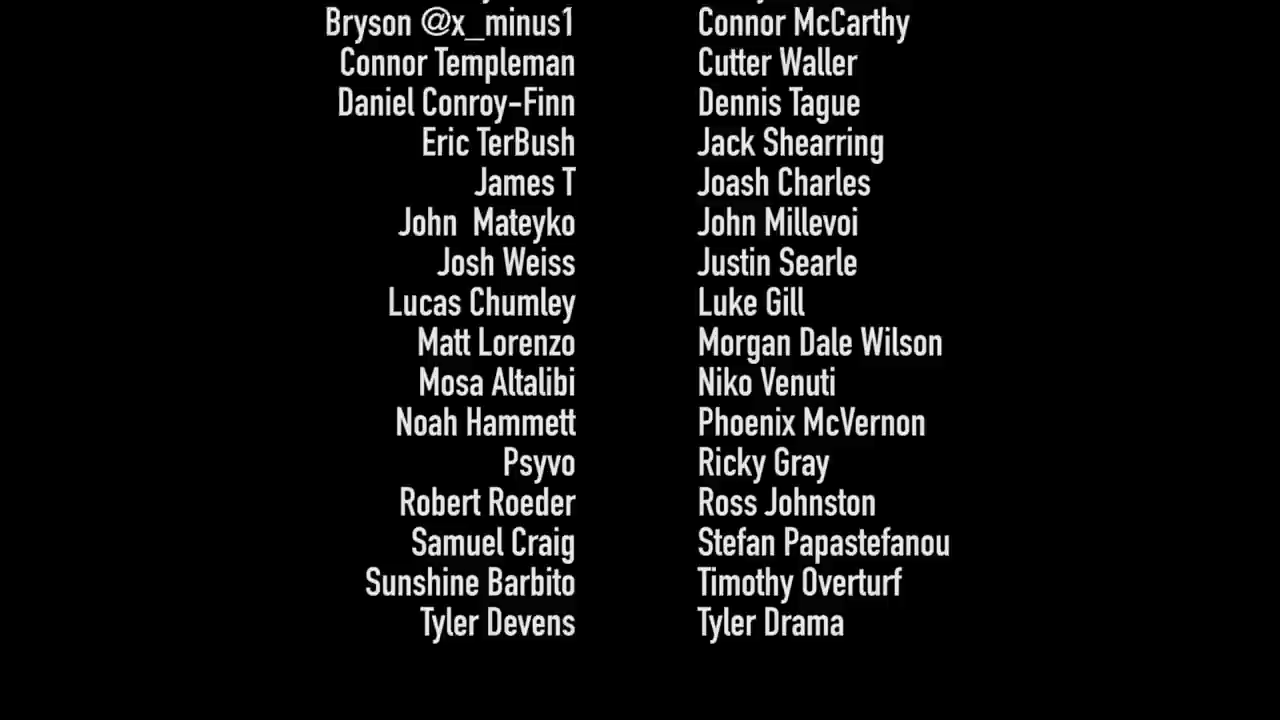 Bryson @x_minus1 Connor McCarthy
Connor Templeman Cutter Waller
Daniel Conroy-Finn Dennis Tague
Eric TerBush Jack Shearring
James T Joash Charles
John  Mateyko John Millevoi
Josh Weiss Justin Searle
Lucas Chumley Luke Gill
Matt Lorenzo Morgan Dale Wilson
Mosa Altalibi Niko Venuti
Noah Hammett Phoenix McVernon
Psyvo Ricky Gray
Robert Roeder Ross Johnston
Samuel Craig Stefan Papastefanou
Sunshine Barbito Timothy Overturf
Tyler Devens Tyler Drama